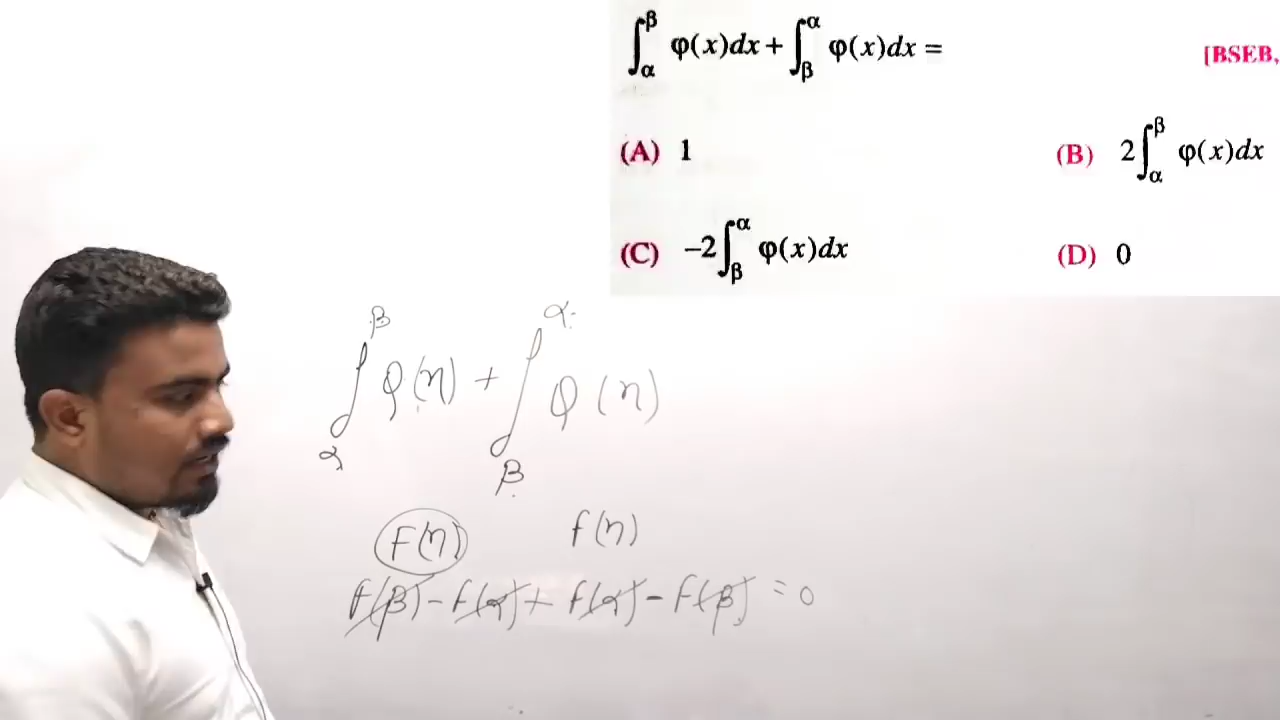 ∫_α^β φ(x)dx + ∫_β^α φ(x)dx =
[BSEB,
(A) 1
(B) 2∫_α^β φ(x)dx
(C) –2∫_β^α φ(x)dx
(D) 0
∫_α^β φ(x) + ∫_β^α φ(x)
F(x) f(x)
f(β) - f(α) + f(α) - f(β) = 0